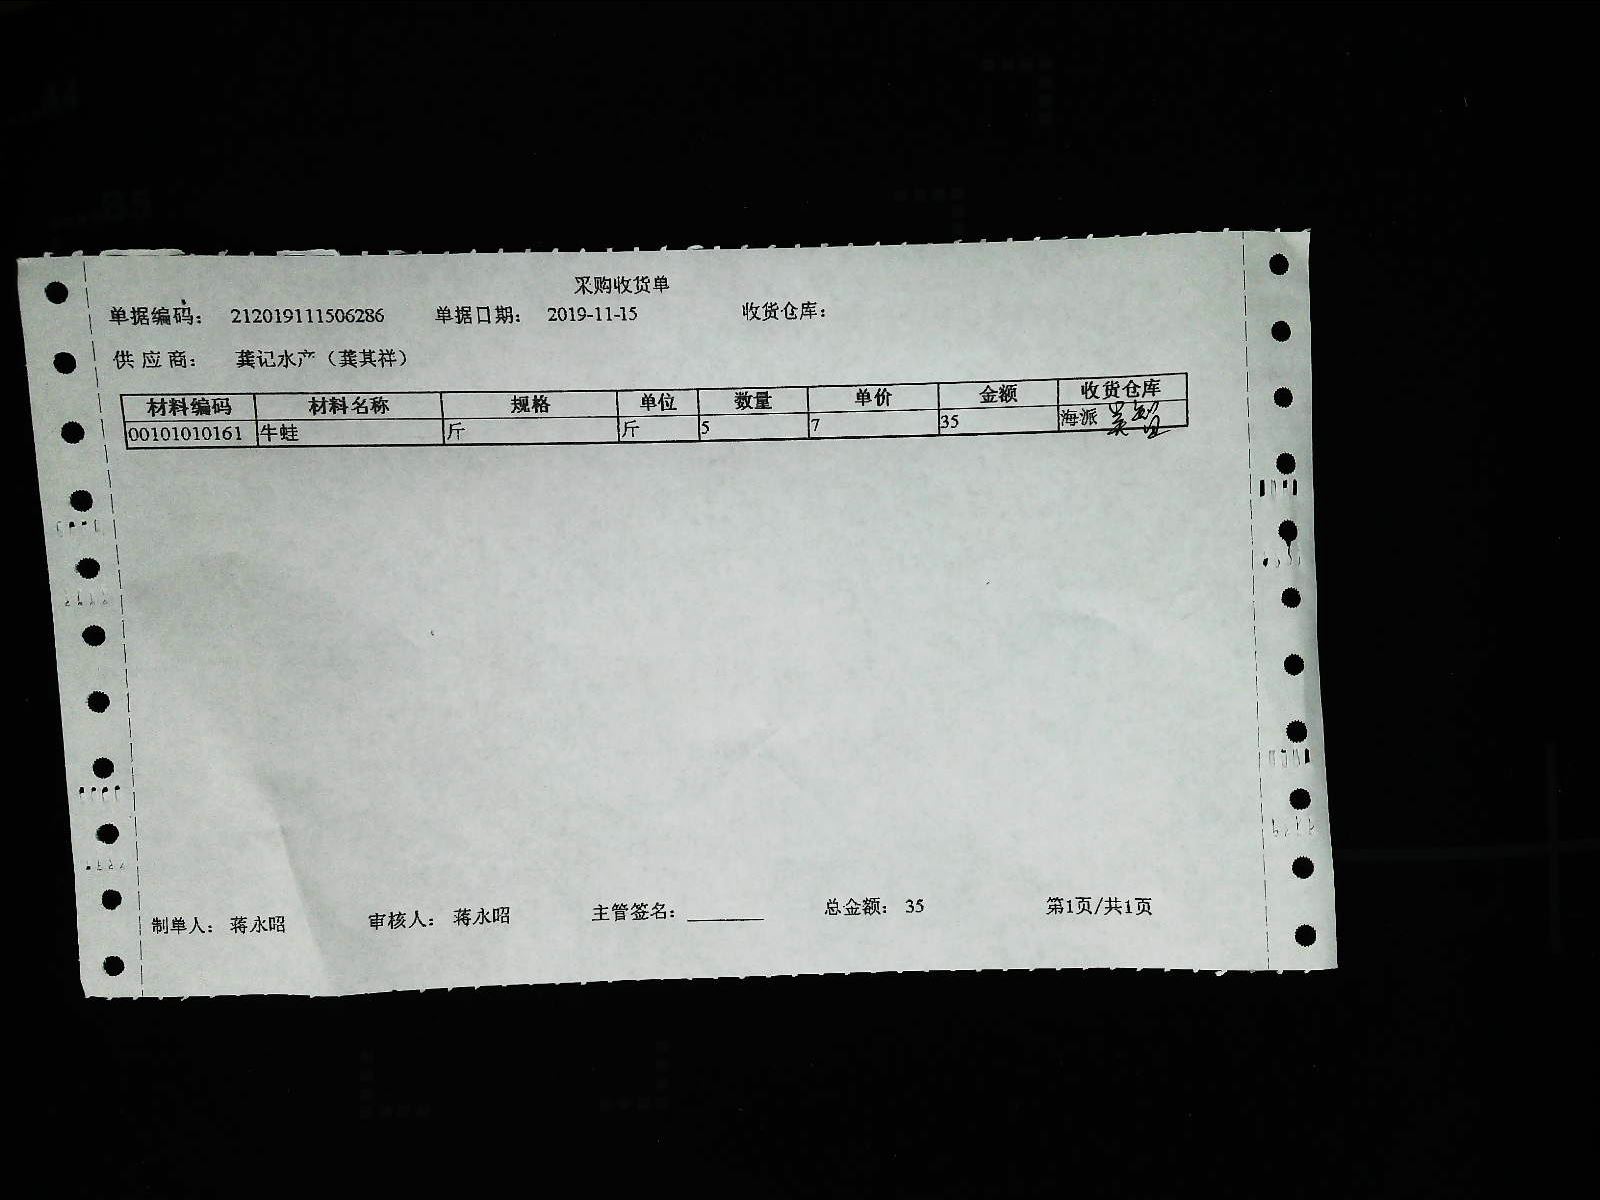 采购收货单
单据编码： 212019111506286 单据日期： 2019-11-15 收货仓库：
供 应 商： 龚记水产（龚其祥）
材料编码 材料名称 规格 单位 数量 单价 金额 收货仓库
00101010161 牛蛙 斤 斤 5 7 35 海派
制单人： 蒋永昭 审核人： 蒋永昭 主管签名：_______ 总金额： 35 第1页/共1页